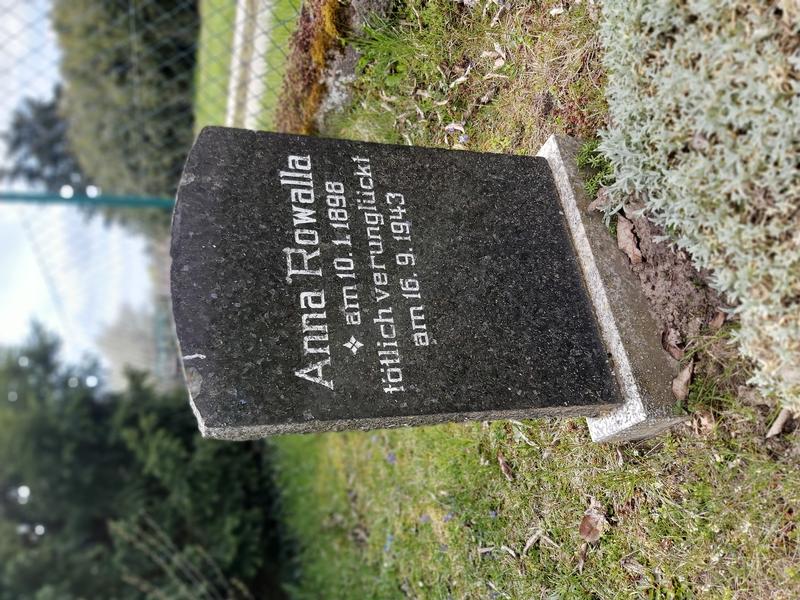 Anna Rowalla
am 10.1.1898
tötlich verunglückt
am 16.9.1943